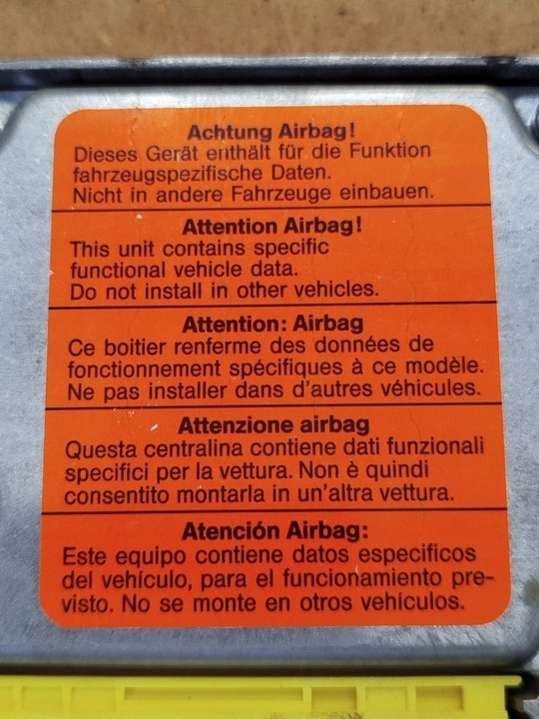 Achtung Airbag!
Dieses Gerät enthält für die Funktion
fahrzeugspezifische Daten.
Nicht in andere Fahrzeuge einbauen.
Attention Airbag!
This unit contains specific
functional vehicle data.
Do not install in other vehicles.
Attention: Airbag
Ce boitier renferme des données de
fonctionnement spécifiques à ce modèle.
Ne pas installer dans d'autres véhicules.
Attenzione airbag
Questa centralina contiene dati funzionali
specifici per la vettura. Non è quindi
consentito montarla in un'altra vettura.
Atención Airbag:
Este equipo contiene datos especificos
del vehículo, para el funcionamiento pre-
visto. No se monte en otros vehículos.